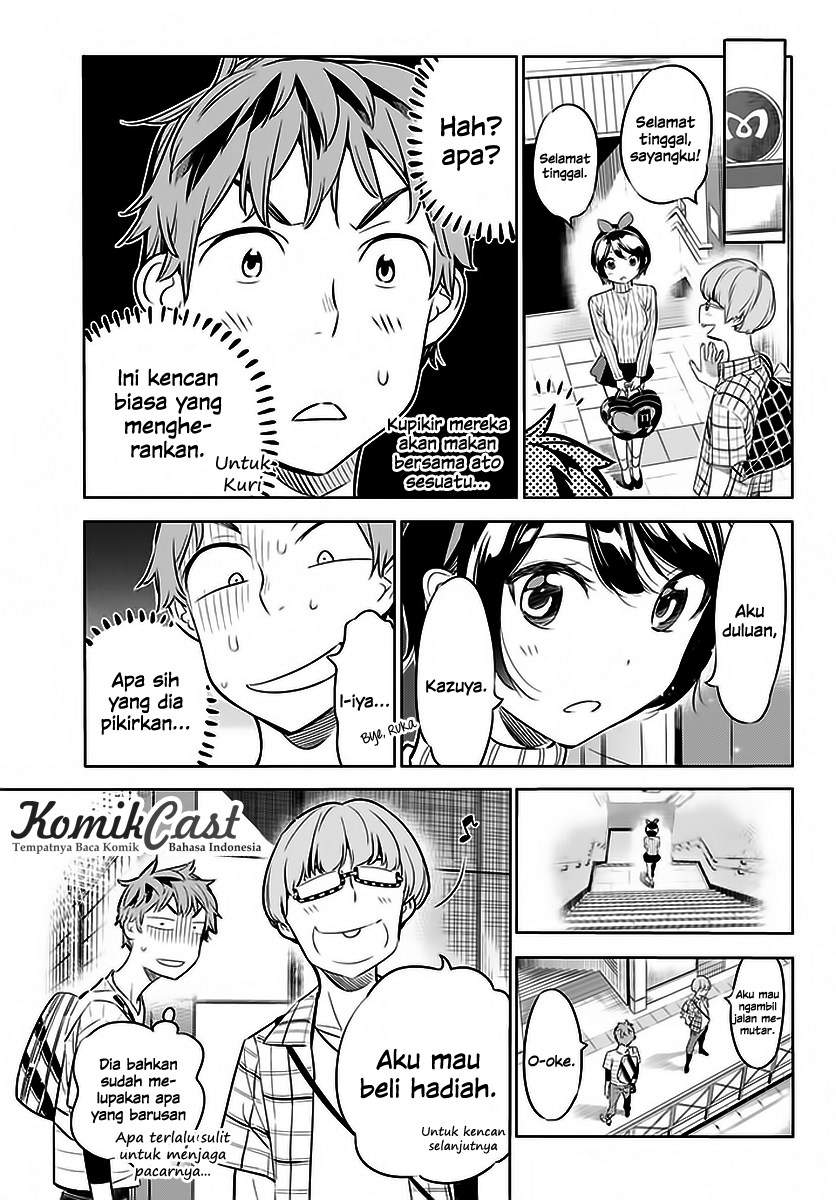 Selamat
tinggal,
sayangku!
Selamat
tinggal.
Hah?
apa?
Ini kencan
biasa yang
menghe-
rankan.
Untuk
Kuri
Kupikir mereka
akan makan
bersama ato
sesuatu...
Aku
duluan,
Kazuya.
I-iya...
Bye, Ruka
Apa sih
yang dia
pikirkan...
Aku mau
ngambil
jalan me-
mutar.
O-oke.
KomikCast
Tempatnya Baca Komik Bahasa Indonesia
Aku mau
beli hadiah.
Untuk kencan
selanjutnya
Dia bahkan
sudah me-
lupakan apa
yang barusan
Apa terlalu sulit
untuk menjaga
pacarnya...